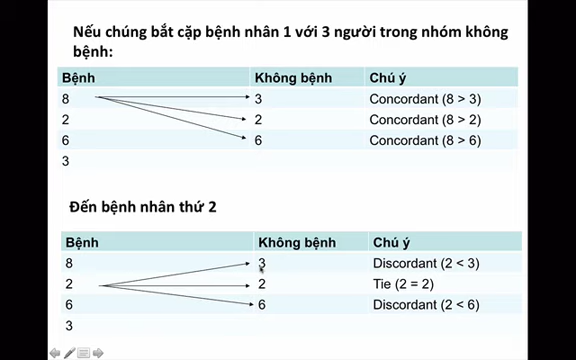 Nếu chúng bắt cặp bệnh nhân 1 với 3 người trong nhóm không
bệnh:
Bệnh Không bệnh Chú ý
8 3 Concordant (8 > 3)
2 2 Concordant (8 > 2)
6 6 Concordant (8 > 6)
3
Đến bệnh nhân thứ 2
Bệnh Không bệnh Chú ý
8 3 Discordant (2 < 3)
2 2 Tie (2 = 2)
6 6 Discordant (2 < 6)
3